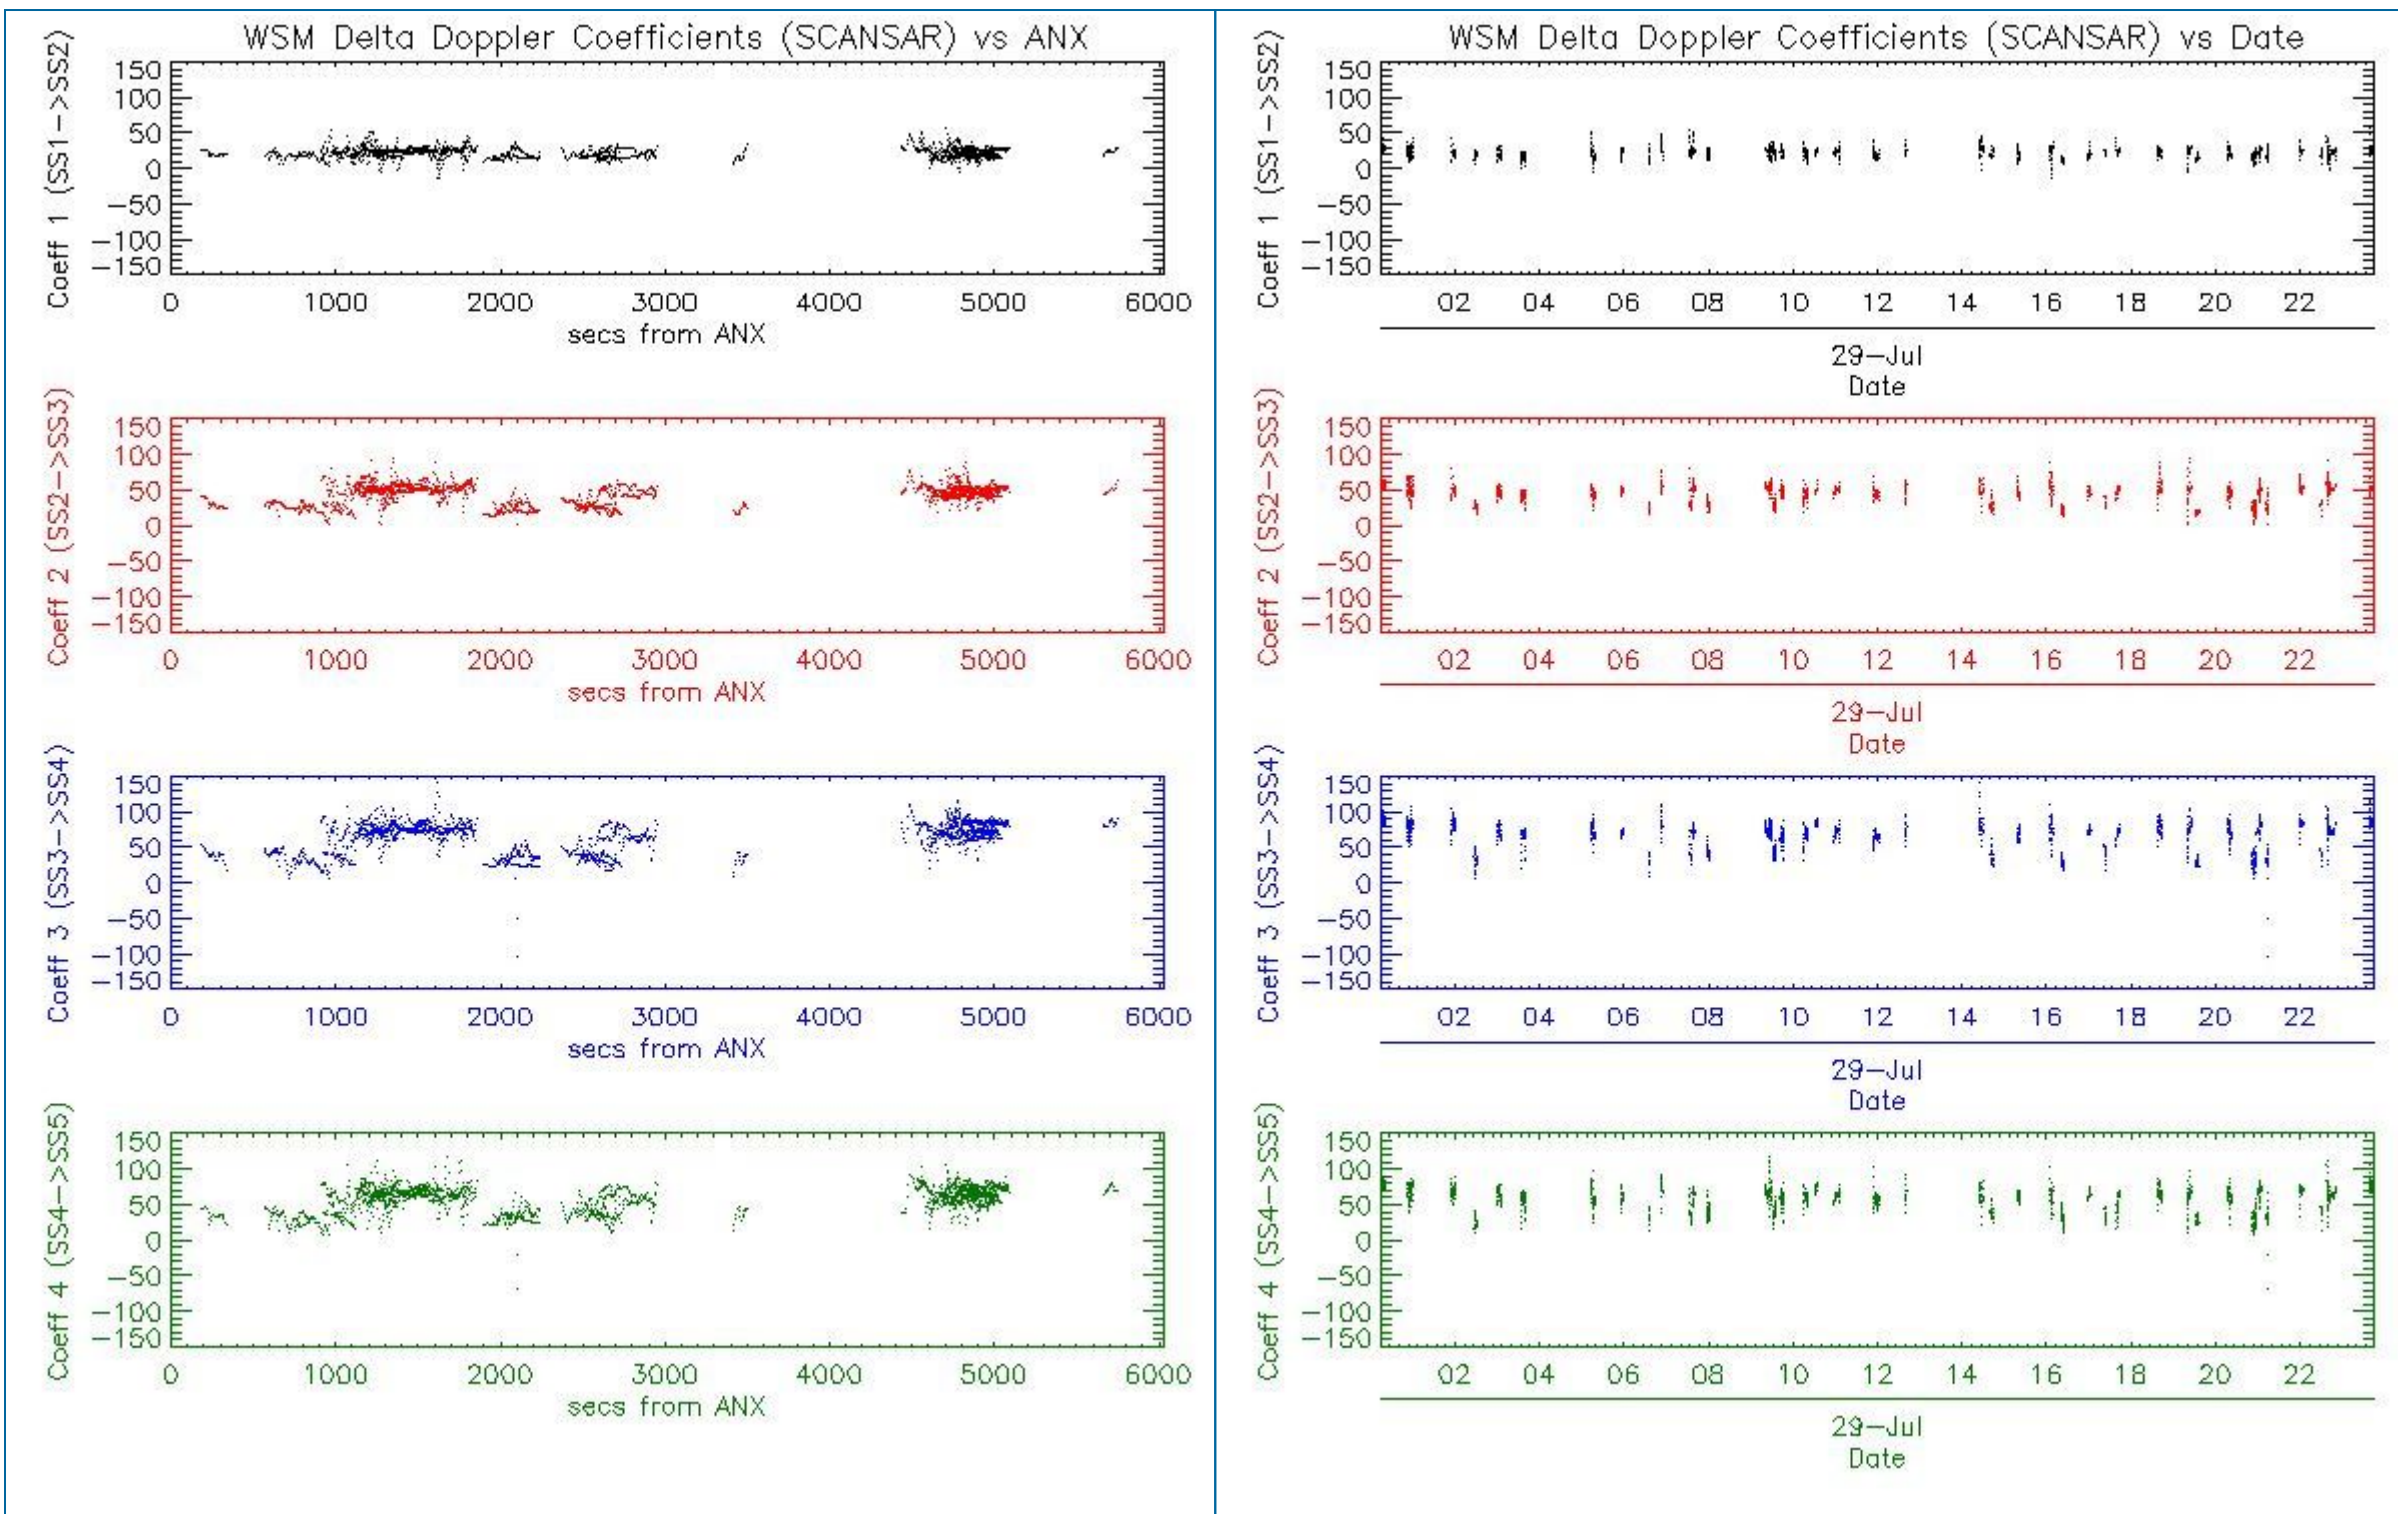 WSM Delta Doppler Coefficients (SCANSAR) vs ANX
Coeff 1 (SS1->SS2)
150
100
50
0
-50
-100
-150
0 1000 2000 3000 4000 5000 6000
secs from ANX
Coeff 2 (SS2->SS3)
150
100
50
0
-50
-100
-150
0 1000 2000 3000 4000 5000 6000
secs from ANX
Coeff 3 (SS3->SS4)
150
100
50
0
-50
-100
-150
0 1000 2000 3000 4000 5000 6000
secs from ANX
Coeff 4 (SS4->SS5)
150
100
50
0
-50
-100
-150
0 1000 2000 3000 4000 5000 6000
secs from ANX
WSM Delta Doppler Coefficients (SCANSAR) vs Date
Coeff 1 (SS1->SS2)
150
100
50
0
-50
-100
-150
02 04 06 08 10 12 14 16 18 20 22
29-Jul
Date
Coeff 2 (SS2->SS3)
150
100
50
0
-50
-100
-150
02 04 06 08 10 12 14 16 18 20 22
29-Jul
Date
Coeff 3 (SS3->SS4)
150
100
50
0
-50
-100
-150
02 04 06 08 10 12 14 16 18 20 22
29-Jul
Date
Coeff 4 (SS4->SS5)
150
100
50
0
-50
-100
-150
02 04 06 08 10 12 14 16 18 20 22
29-Jul
Date